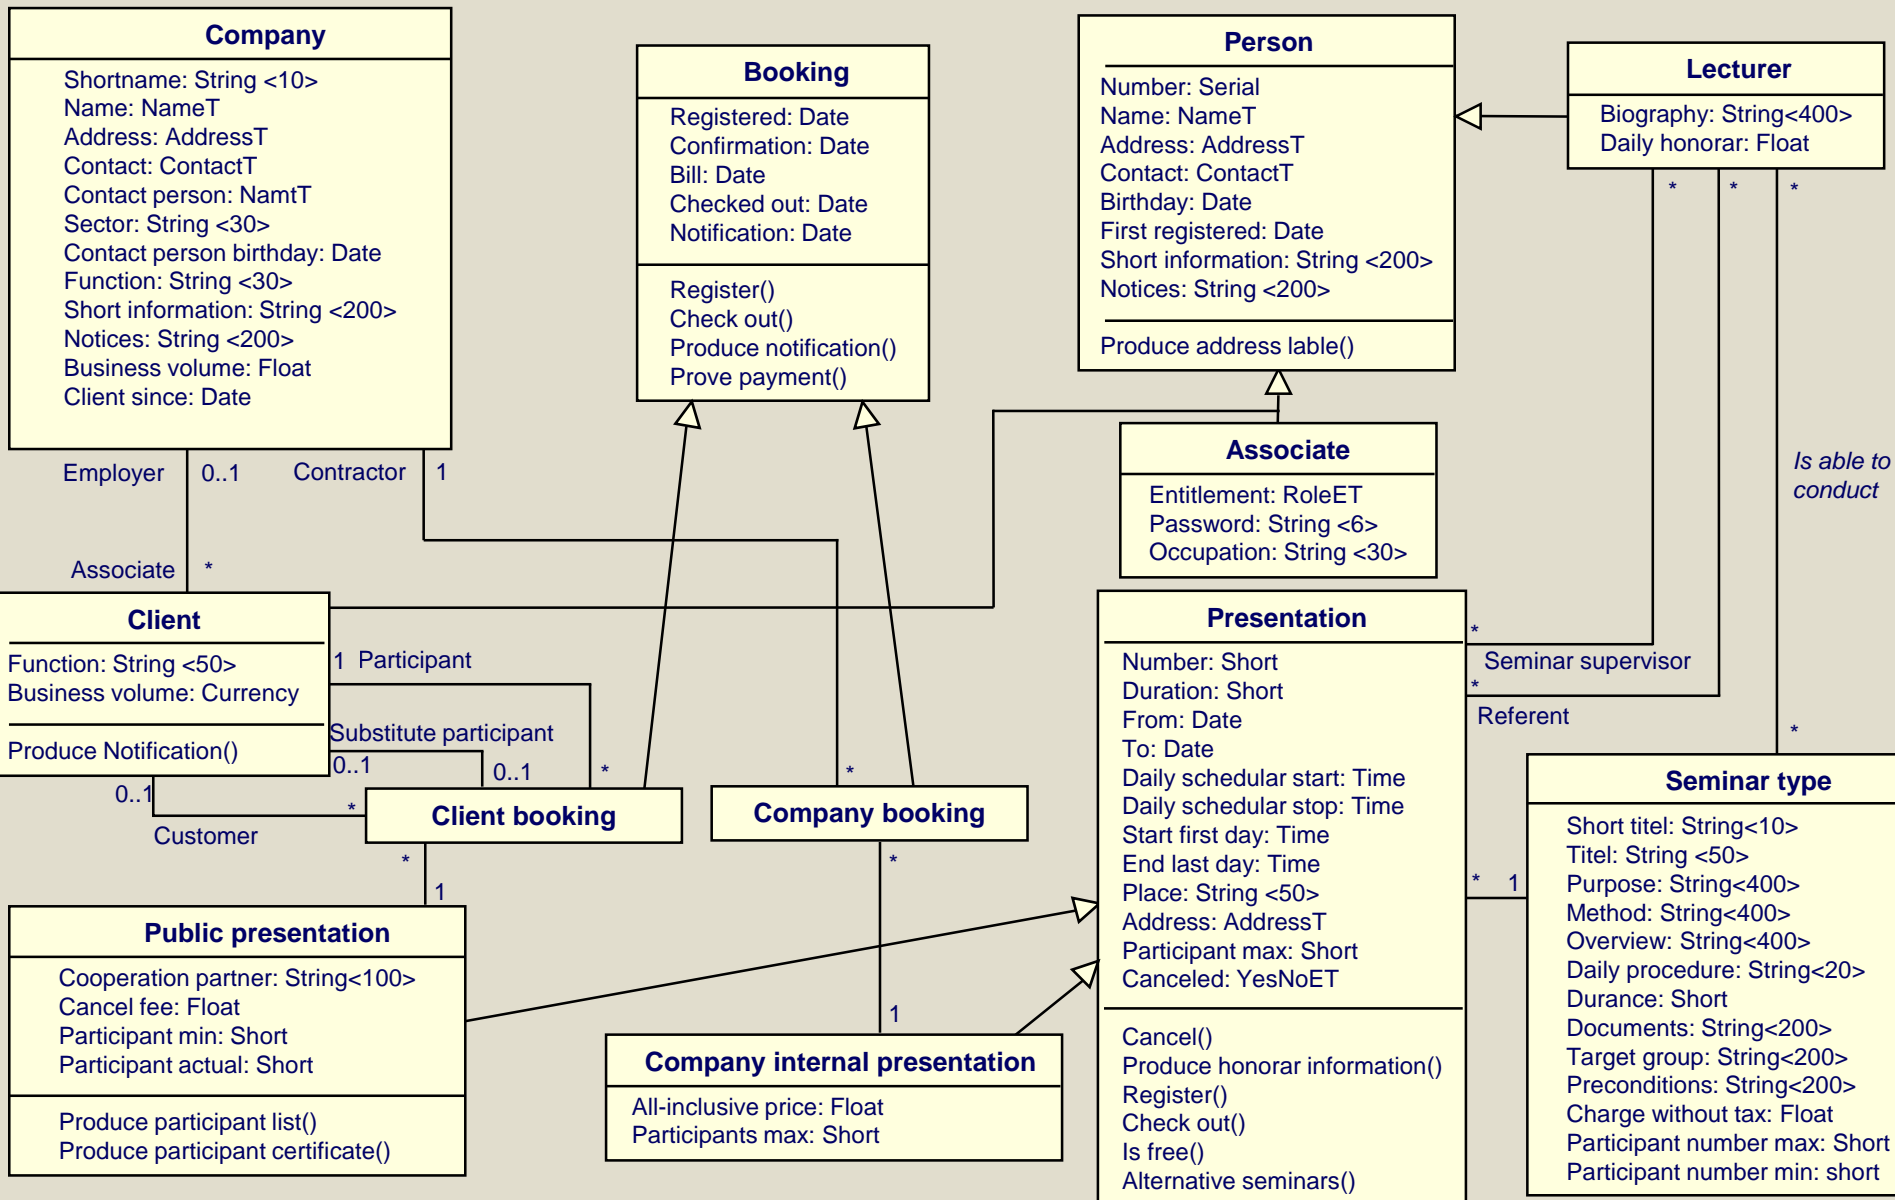 Company
Shortname: String <10>
Name: NameT
Address: AddressT
Contact: ContactT
Contact person: NamtT
Sector: String <30>
Contact person birthday: Date
Function: String <30>
Short information: String <200>
Notices: String <200>
Business volume: Float
Client since: Date
Booking
Registered: Date
Confirmation: Date
Bill: Date
Checked out: Date
Notification: Date
Register()
Check out()
Produce notification()
Prove payment()
Person
Number: Serial
Name: NameT
Address: AddressT
Contact: ContactT
Birthday: Date
First registered: Date
Short information: String <200>
Notices: String <200>
Produce address lable()
Lecturer
Biography: String<400>
Daily honorar: Float
* * *
Is able to
conduct
Employer 0..1 Contractor 1
Associate *
Associate
Entitlement: RoleET
Password: String <6>
Occupation: String <30>
Client
Function: String <50>
Business volume: Currency
Produce Notification()
1 Participant
Substitute participant
0..1 0..1 * *
0..1 *
Customer
Client booking
Company booking
* *
1
1
Public presentation
Cooperation partner: String<100>
Cancel fee: Float
Participant min: Short
Participant actual: Short
Produce participant list()
Produce participant certificate()
Company internal presentation
All-inclusive price: Float
Participants max: Short
Presentation
Number: Short
Duration: Short
From: Date
To: Date
Daily schedular start: Time
Daily schedular stop: Time
Start first day: Time
End last day: Time
Place: String <50>
Address: AddressT
Participant max: Short
Canceled: YesNoET
Cancel()
Produce honorar information()
Register()
Check out()
Is free()
Alternative seminars()
*
Seminar supervisor
*
Referent
*
* 1
Seminar type
Short titel: String<10>
Titel: String <50>
Purpose: String<400>
Method: String<400>
Overview: String<400>
Daily procedure: String<20>
Durance: Short
Documents: String<200>
Target group: String<200>
Preconditions: String<200>
Charge without tax: Float
Participant number max: Short
Participant number min: short